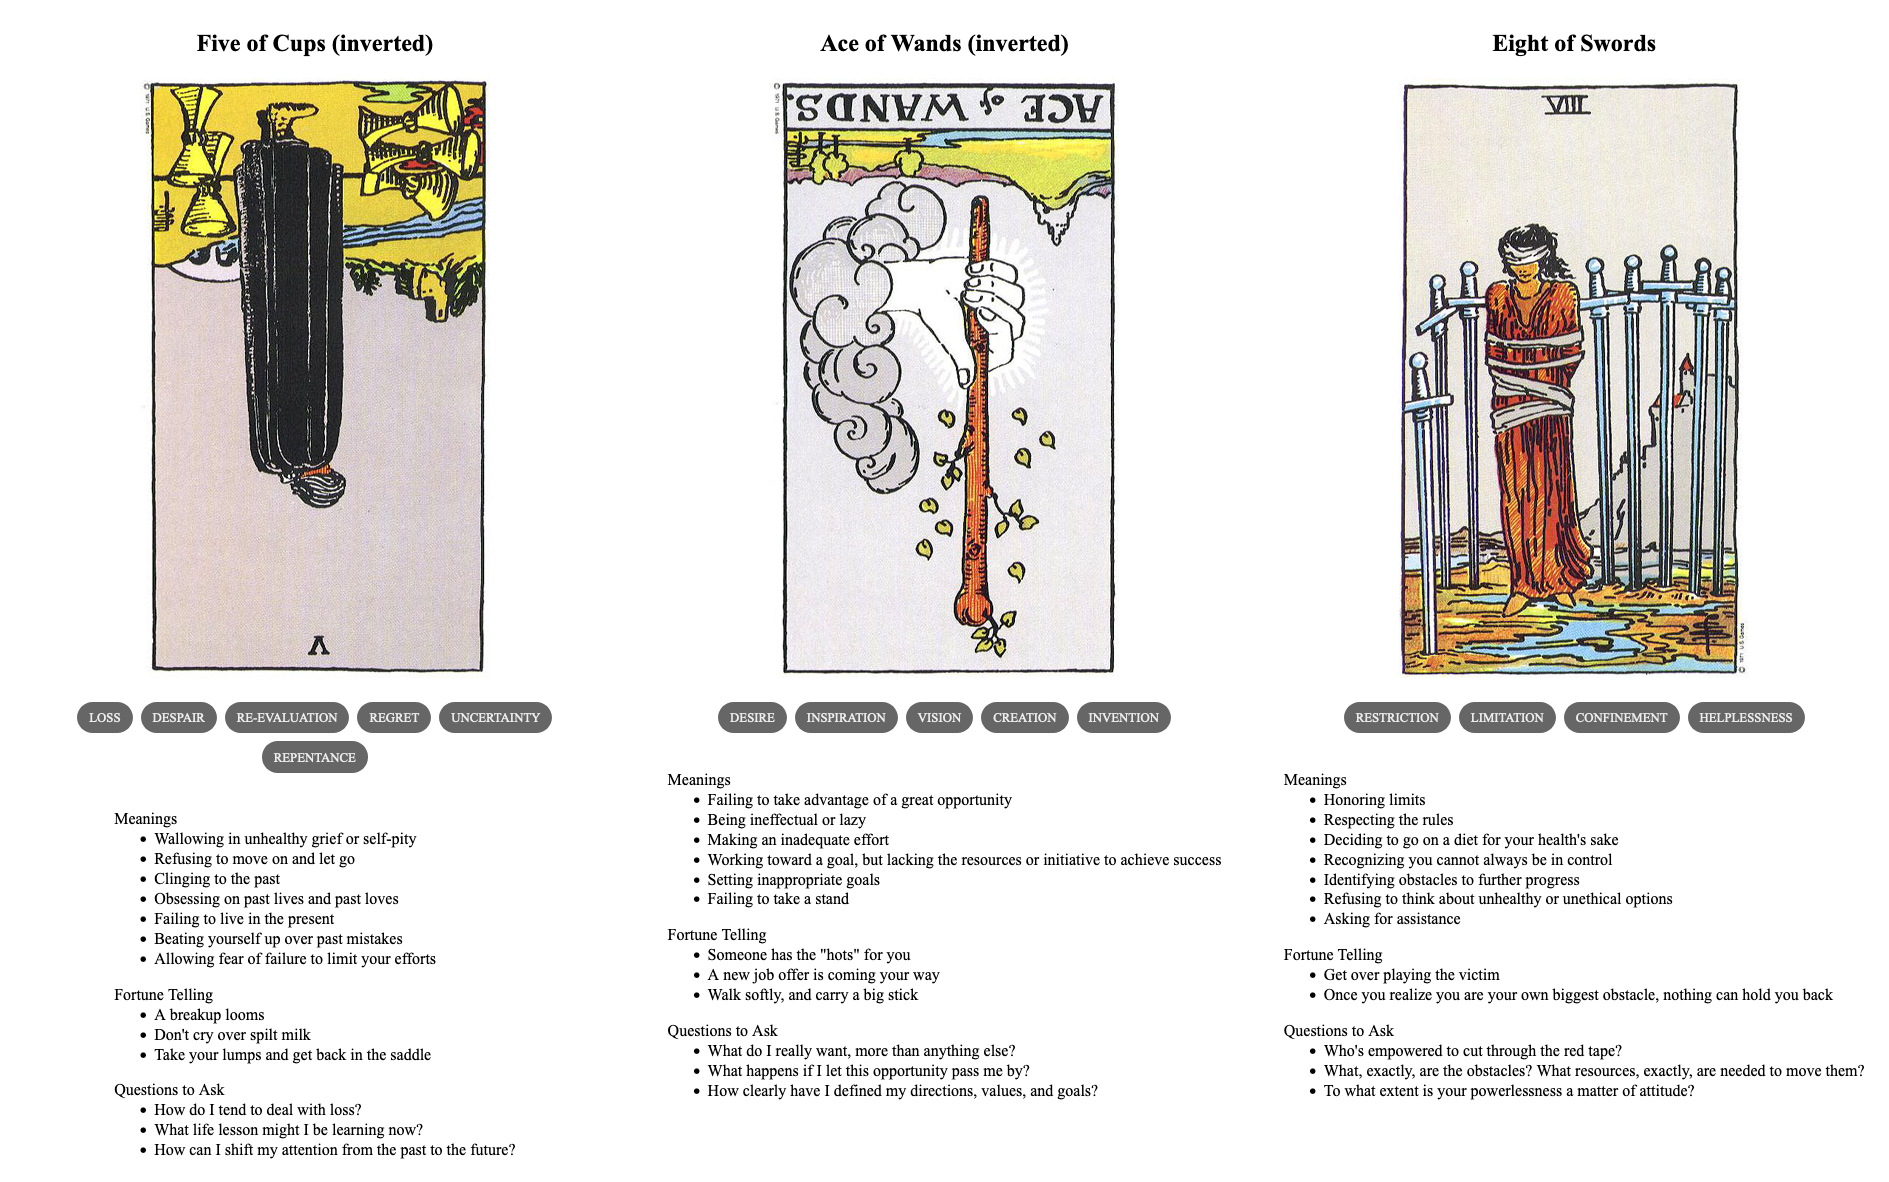 Five of Cups (inverted)
© 1971 U.S. Games
V
LOSS DESPAIR RE-EVALUATION REGRET UNCERTAINTY
REPENTANCE
Meanings
• Wallowing in unhealthy grief or self-pity
• Refusing to move on and let go
• Clinging to the past
• Obsessing on past lives and past loves
• Failing to live in the present
• Beating yourself up over past mistakes
• Allowing fear of failure to limit your efforts
Fortune Telling
• A breakup looms
• Don't cry over spilt milk
• Take your lumps and get back in the saddle
Questions to Ask
• How do I tend to deal with loss?
• What life lesson might I be learning now?
• How can I shift my attention from the past to the future?
Ace of Wands (inverted)
© 1971 U.S. Games
ACE of WANDS.
DESIRE INSPIRATION VISION CREATION INVENTION
Meanings
• Failing to take advantage of a great opportunity
• Being ineffectual or lazy
• Making an inadequate effort
• Working toward a goal, but lacking the resources or initiative to achieve success
• Setting inappropriate goals
• Failing to take a stand
Fortune Telling
• Someone has the "hots" for you
• A new job offer is coming your way
• Walk softly, and carry a big stick
Questions to Ask
• What do I really want, more than anything else?
• What happens if I let this opportunity pass me by?
• How clearly have I defined my directions, values, and goals?
Eight of Swords
VIII
© 1971 U.S. Games
RESTRICTION LIMITATION CONFINEMENT HELPLESSNESS
Meanings
• Honoring limits
• Respecting the rules
• Deciding to go on a diet for your health's sake
• Recognizing you cannot always be in control
• Identifying obstacles to further progress
• Refusing to think about unhealthy or unethical options
• Asking for assistance
Fortune Telling
• Get over playing the victim
• Once you realize you are your own biggest obstacle, nothing can hold you back
Questions to Ask
• Who's empowered to cut through the red tape?
• What, exactly, are the obstacles? What resources, exactly, are needed to move them?
• To what extent is your powerlessness a matter of attitude?